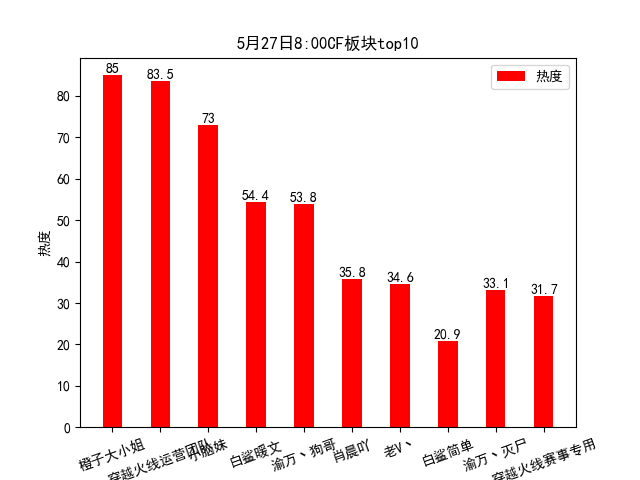 5月27日8:00CF板块top10
热度
85
83.5
73
54.4
53.8
35.8
34.6
20.9
33.1
31.7
80
70
60
50
40
30
20
10
0
热度
橙子大小姐
穿越火线运营团队
小脑妹
白鲨暖文
渝万丶狗哥
肖晨吖
老V丶
白鲨简单
渝万丶灭尸
穿越火线赛事专用